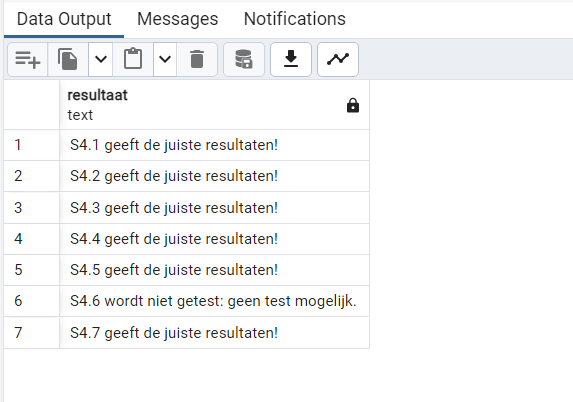 Data Output Messages Notifications
resultaat
text
1 S4.1 geeft de juiste resultaten!
2 S4.2 geeft de juiste resultaten!
3 S4.3 geeft de juiste resultaten!
4 S4.4 geeft de juiste resultaten!
5 S4.5 geeft de juiste resultaten!
6 S4.6 wordt niet getest: geen test mogelijk.
7 S4.7 geeft de juiste resultaten!